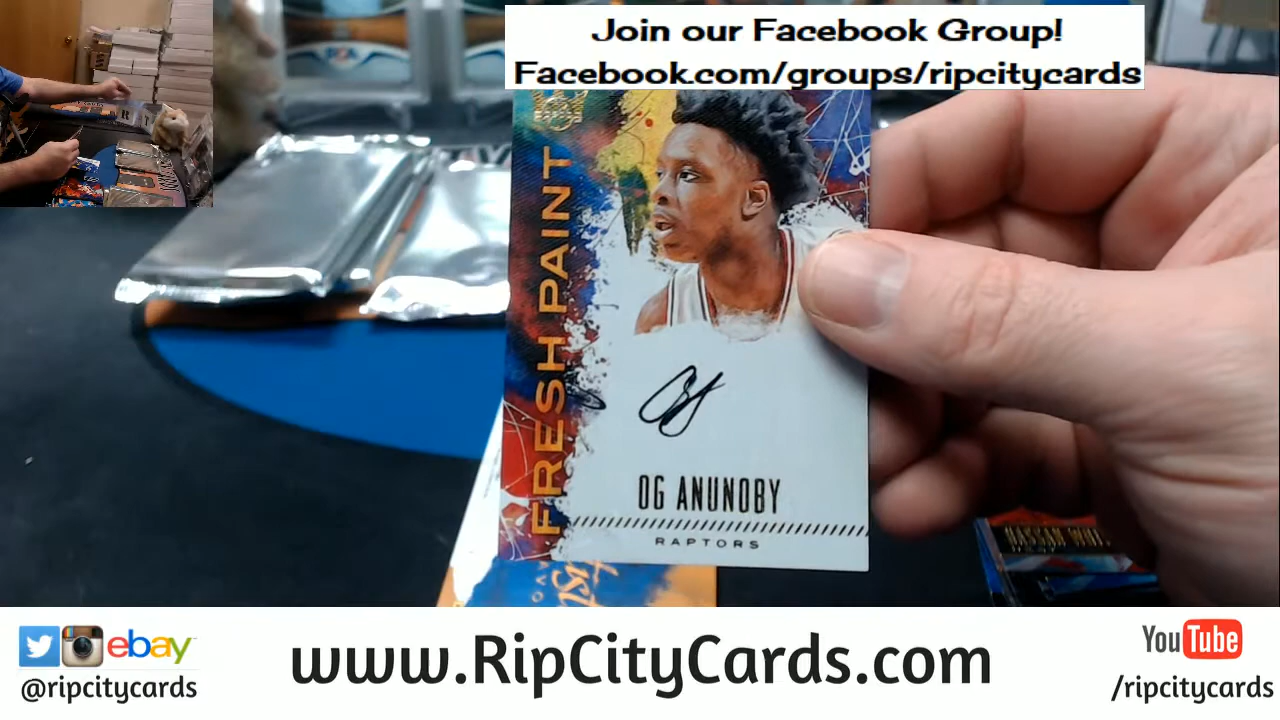 Join our Facebook Group!
Facebook.com/groups/ripcitycards
FRESH PAINT
OG ANUNOBY
RAPTORS
HASSAN
ebay
@ripcitycards
www.RipCityCards.com
YouTube
/ripcitycards